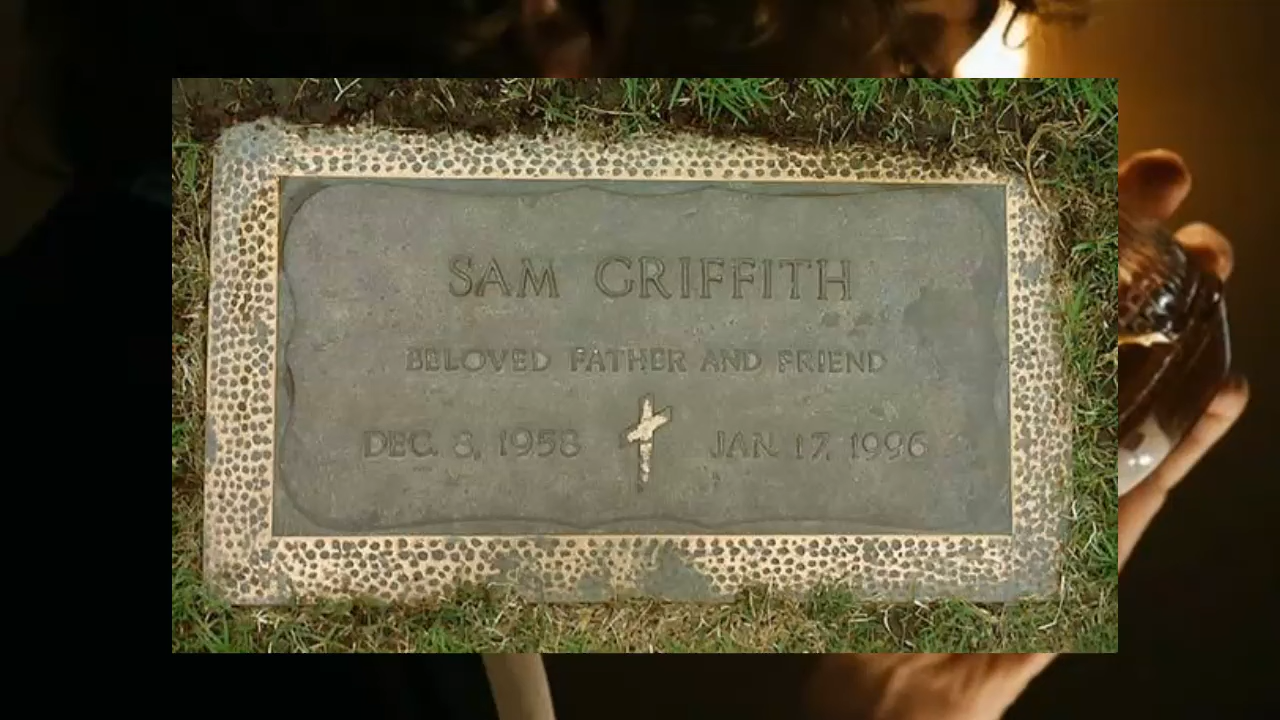 SAM GRIFFITH
BELOVED FATHER AND FRIEND
DEC. 8, 1958 JAN. 17, 1996